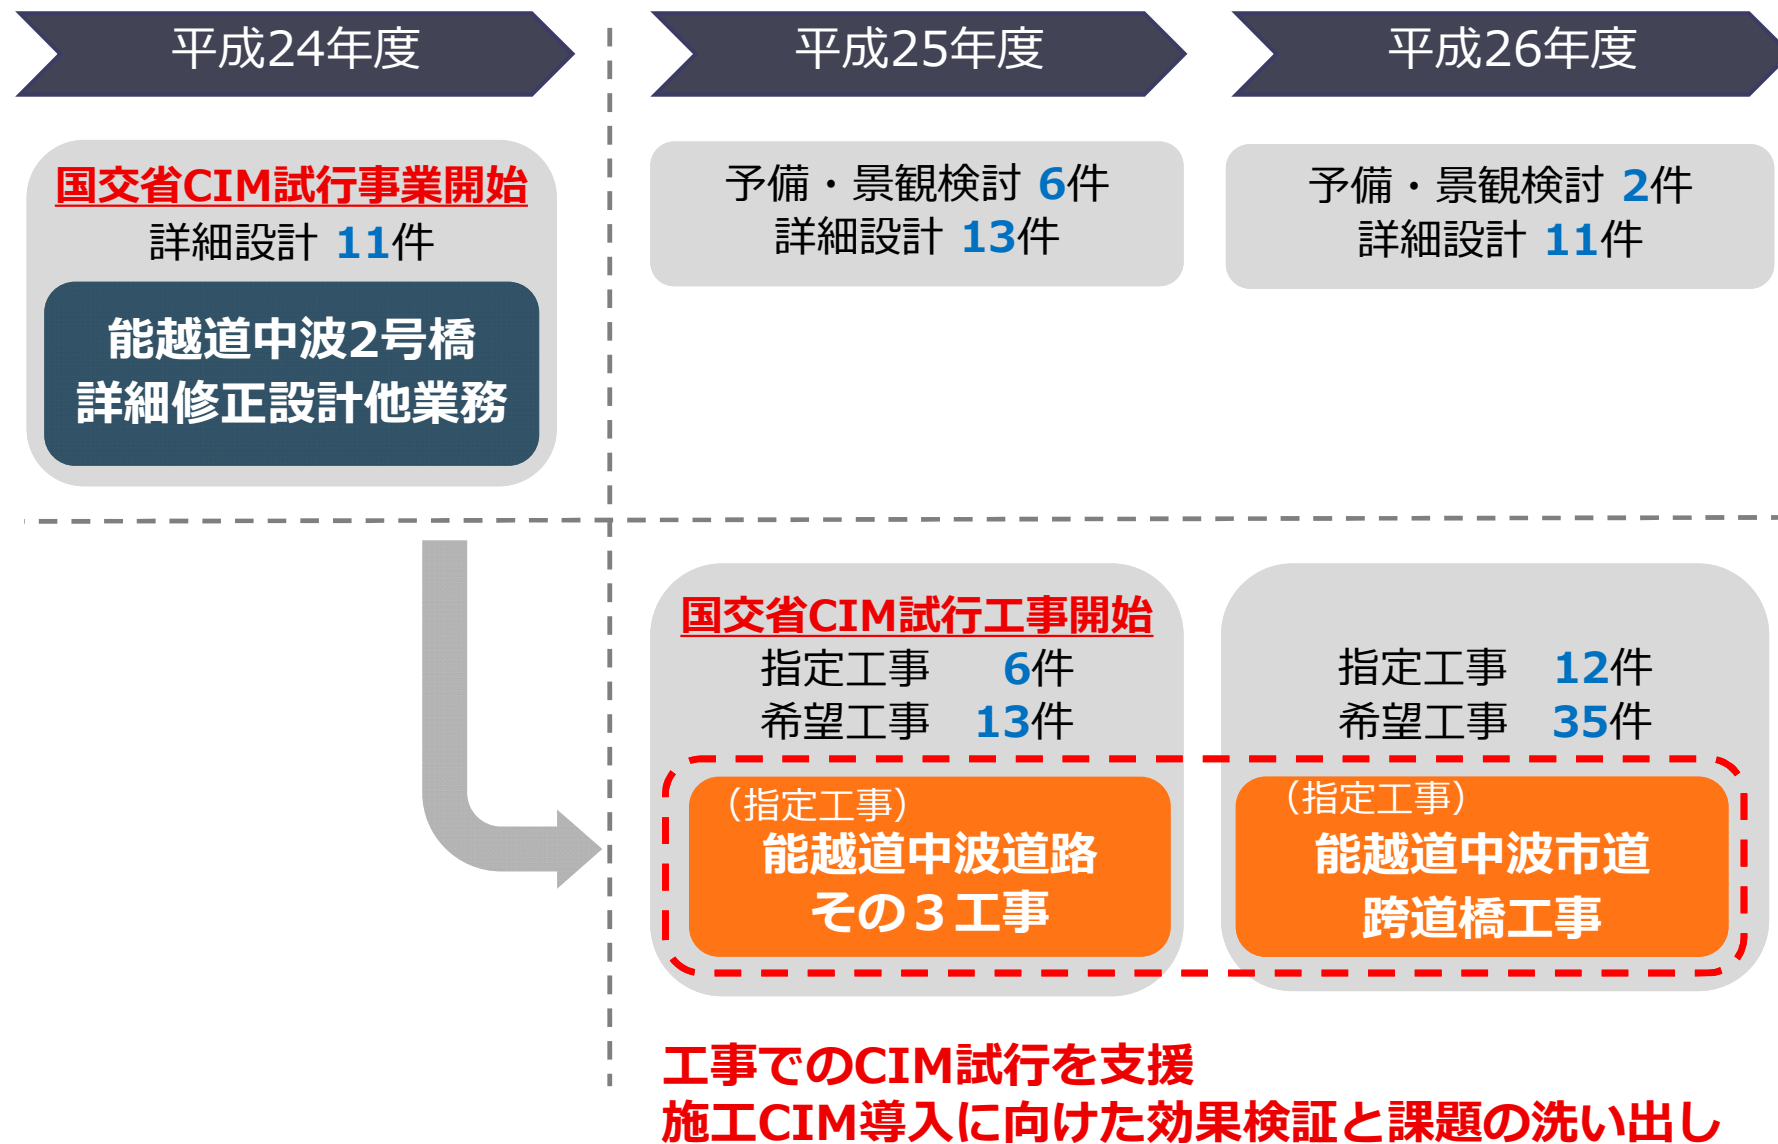 平成24年度
平成25年度
平成26年度
国交省CIM試行事業開始
詳細設計 11件
能越道中波2号橋
詳細修正設計他業務
予備・景観検討 6件
詳細設計 13件
予備・景観検討 2件
詳細設計 11件
国交省CIM試行工事開始
指定工事 6件
希望工事 13件
（指定工事）
能越道中波道路
その３工事
指定工事 12件
希望工事 35件
（指定工事）
能越道中波市道
跨道橋工事
工事でのCIM試行を支援
施工CIM導入に向けた効果検証と課題の洗い出し